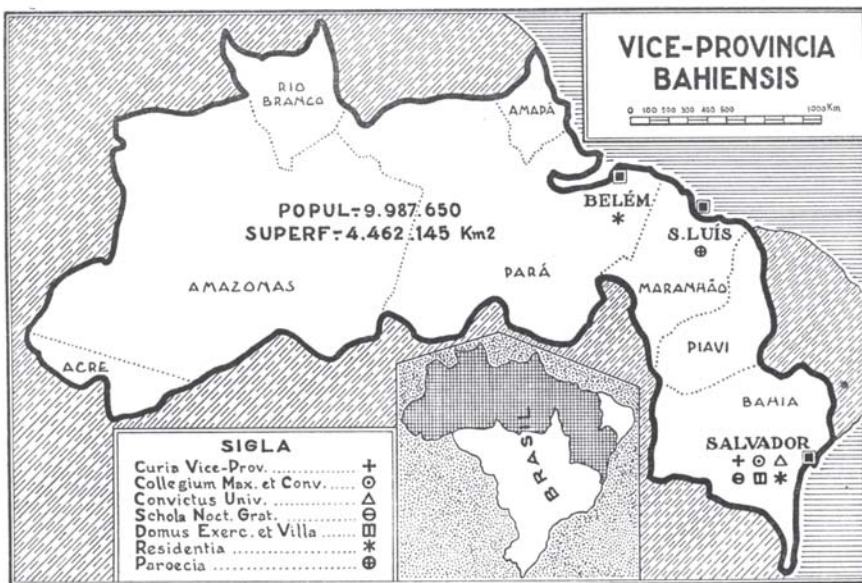 VICE-PROVINCIA
BAHIENSIS
0 100 200 300 400 500 1000 Km
RIO
BRANCO
AMAPÁ
POPUL-9.987.650
SUPERF-4.462.145 Km2
BELÉM
S.LUÍS
AMAZONAS
PARÁ
MARANHÃO
PIAVI
ACRE
BAHIA
SALVADOR
BRASIL
SIGLA
Curia Vice-Prov. +
Collegium Max. et Conv. ⊙
Convictus Univ. △
Schola Noct. Grat. ⊖
Domus Exerc. et Villa ◫
Residentia *
Paroecia ⊕